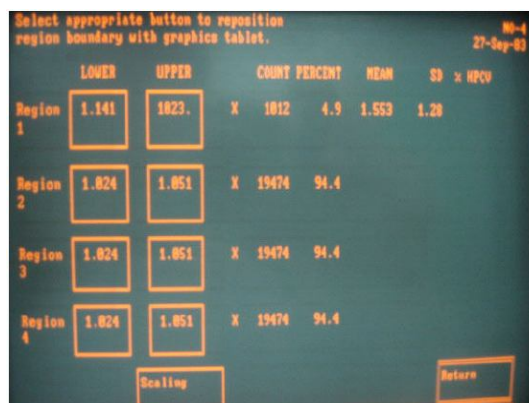 Select appropriate button to reposition
region boundary with graphics tablet.
NO-4
27-Sep-83
LOWER UPPER COUNT PERCENT MEAN SD % HPCV
Region 1 1.141 1023. X 1012 4.9 1.553 1.28
Region 2 1.024 1.051 X 19474 94.4
Region 3 1.024 1.051 X 19474 94.4
Region 4 1.024 1.051 X 19474 94.4
Scaling
Return